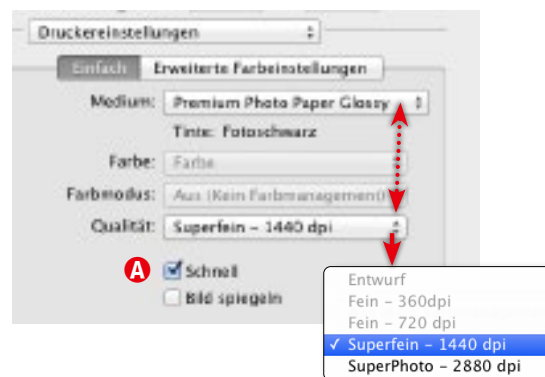 Druckereinstellungen
Einfach Erweiterte Farbeinstellungen
Medium: Premium Photo Paper Glossy
Tinte: Fotoschwarz
Farbe: Farbe
Farbmodus: Aus (Kein Farbmanagement)
Qualität: Superfein – 1440 dpi
A Schnell
Bild spiegeln
Entwurf
Fein – 360dpi
Fein – 720 dpi
✓ Superfein – 1440 dpi
SuperPhoto – 2880 dpi